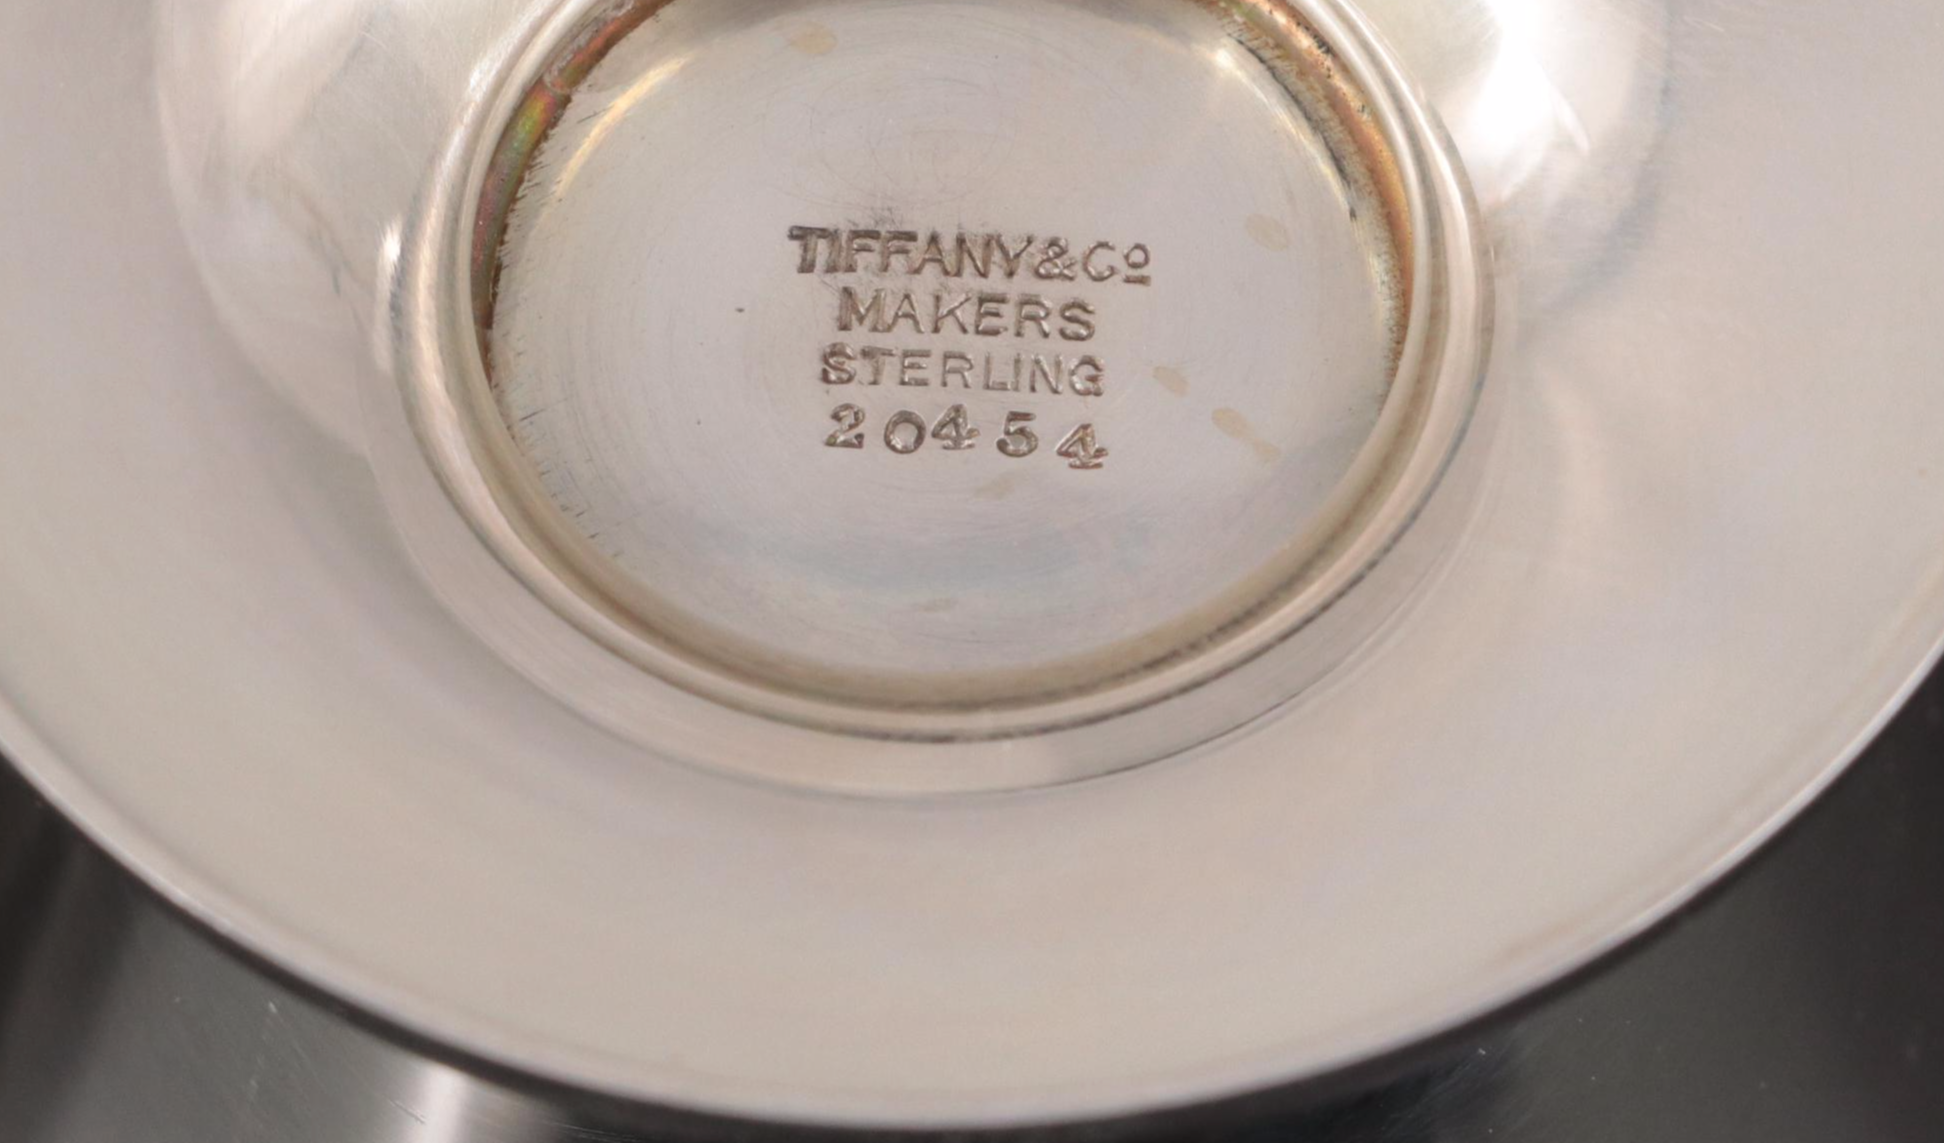 TIFFANY & Cº
MAKERS
STERLING
20454